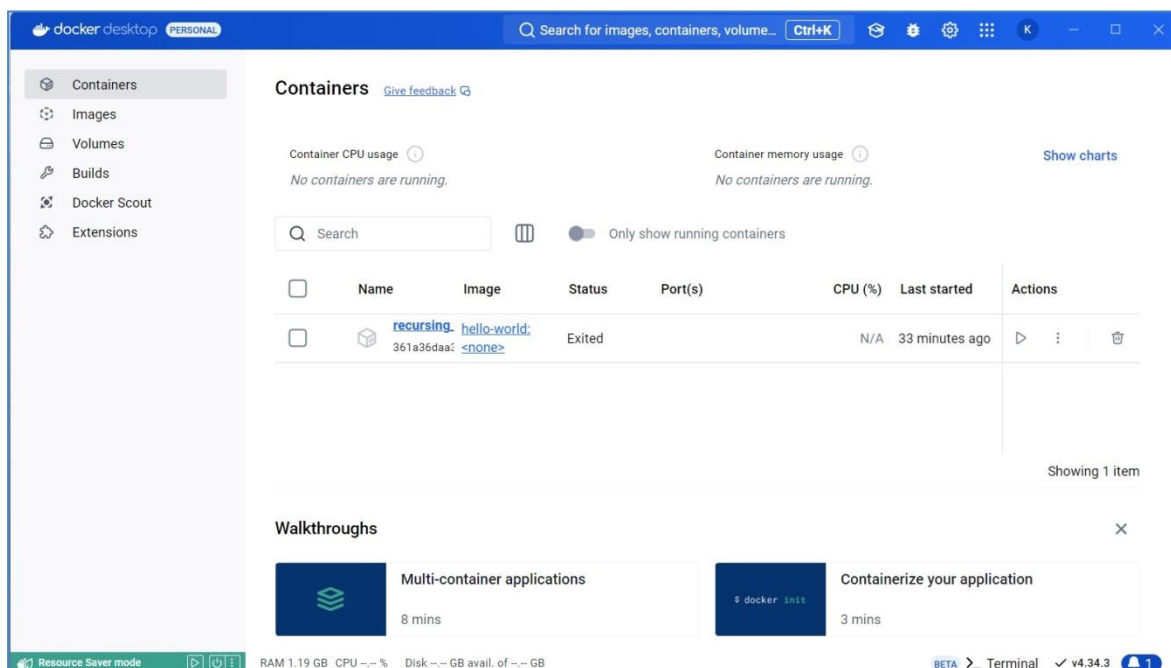 docker desktop PERSONAL
Search for images, containers, volume... Ctrl+K
K
Containers
Images
Volumes
Builds
Docker Scout
Extensions
Containers Give feedback
Container CPU usage
No containers are running.
Container memory usage
No containers are running.
Show charts
Search
Only show running containers
Name Image Status Port(s) CPU (%) Last started Actions
recursing_ hello-world:
361a36daa3 <none>
Exited N/A 33 minutes ago
Showing 1 item
Walkthroughs
Multi-container applications
8 mins
$ docker init
Containerize your application
3 mins
Resource Saver mode
RAM 1.19 GB CPU --.-- % Disk --.-- GB avail. of --.-- GB
BETA >_ Terminal v4.34.3 1